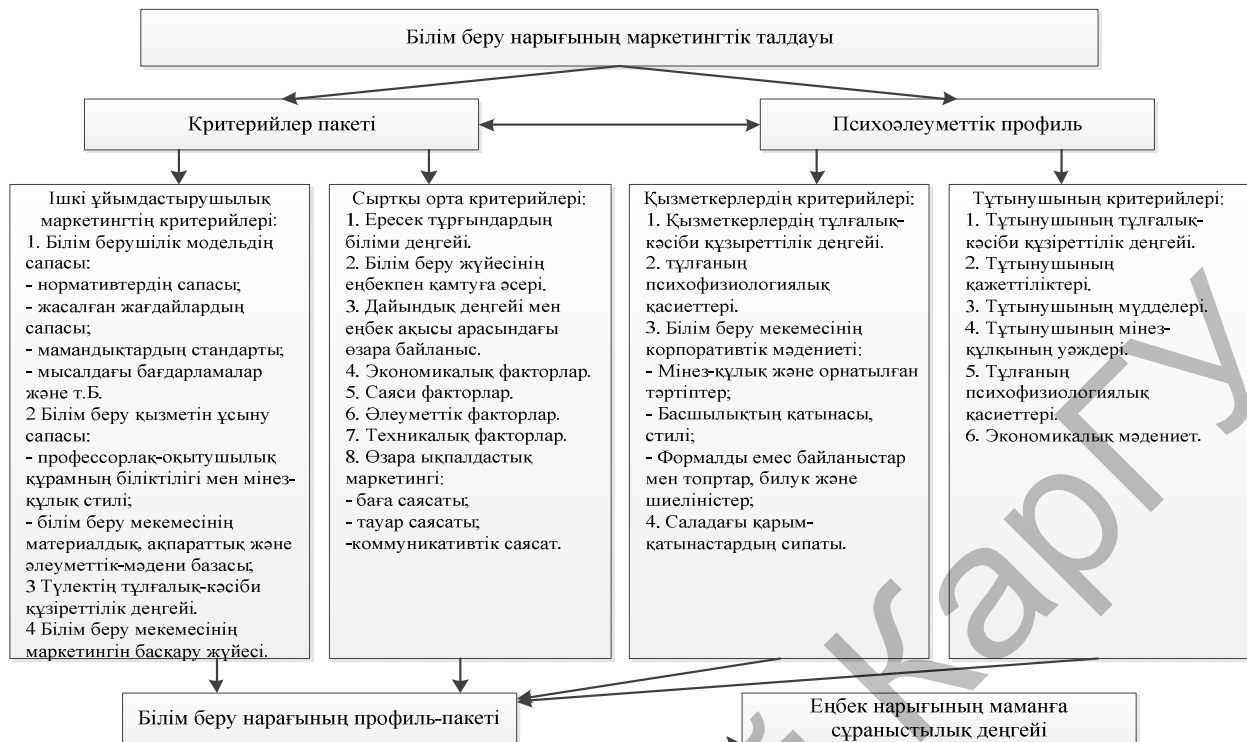 Білім беру нарығының маркетингтік талдауы
Критерийлер пакеті
Психоәлеуметтік профиль
Ішкі ұйымдастырушылық
маркетингтің критерийлері:
1. Білім берушілік модельдің
сапасы:
- нормативтердің сапасы;
- жасалған жағдайлардың
сапасы;
- мамандықтардың стандарты;
- мысалдағы бағдарламалар
және т.Б.
2 Білім беру қызметін ұсыну
сапасы:
- профессорлақ-оқытушылық
құрамның біліктілігі мен мінез-
құлық стилі;
- білім беру мекемесінің
материалдық, ақпараттық және
әлеуметтік-мәдени базасы;
3 Түлектің тұлғалық-кәсіби
құзіреттілік деңгейі.
4 Білім беру мекемесінің
маркетингін басқару жүйесі.
Сыртқы орта критерийлері:
1. Ересек тұрғындардың
біліми деңгейі.
2. Білім беру жүйесінің
еңбекпен қамтуға әсері.
3. Дайындық деңгейі мен
еңбек ақысы арасындағы
өзара байланыс.
4. Экономикалық факторлар.
5. Саяси факторлар.
6. Әлеуметтік факторлар.
7. Техникалық факторлар.
8. Өзара ықпалдастық
маркетингі:
- баға саясаты;
- тауар саясаты;
-коммуникативтік саясат.
Қызметкерлердің критерийлері:
1. Қызметкерлердің тұлғалық-
кәсіби құзыреттілік деңгейі.
2. тұлғаның
психофизиологиялық
қасиеттері.
3. Білім беру мекемесінің
корпоративтік мәдениеті:
- Мінез-құлық және орнатылған
тәртіптер;
- Басшылықтың қатынасы,
стилі;
- Формалды емес байланыстар
мен топртар, билук және
шиеліністер;
4. Саладағы қарым-
қатынастардың сипаты.
Тұтынушының критерийлері:
1. Тұтынушының тұлғалық-
кәсіби құзіреттілік деңгейі.
2. Тұтынушының
қажеттіліктері.
3. Тұтынушының мүдделері.
4. Тұтынушының мінез-
құлқының уәждері.
5. Тұлғаның
психофизиологиялық
қасиеттері.
6. Экономикалық мәдениет.
Білім беру нарағының профиль-пакеті
Еңбек нарығының маманға
сұраныстылық деңгейі
КарГУ